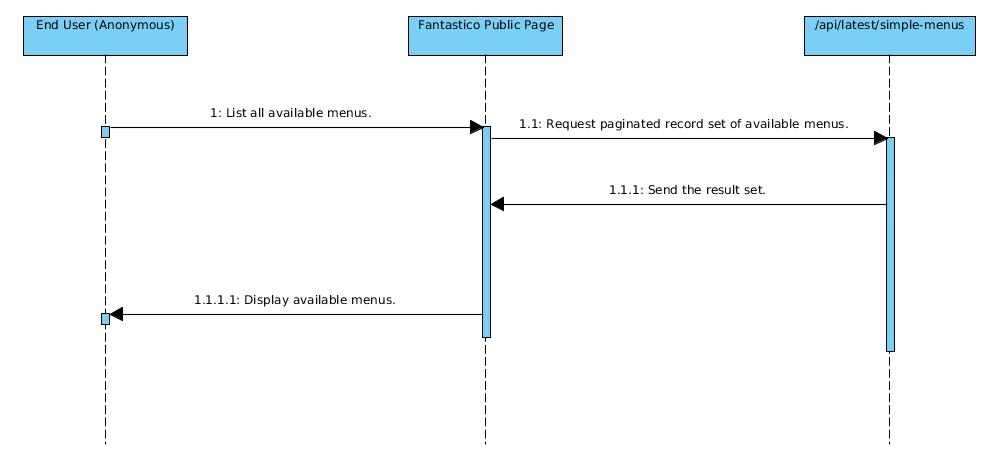 End User (Anonymous)
Fantastico Public Page
/api/latest/simple-menus
1: List all available menus.
1.1: Request paginated record set of available menus.
1.1.1: Send the result set.
1.1.1.1: Display available menus.